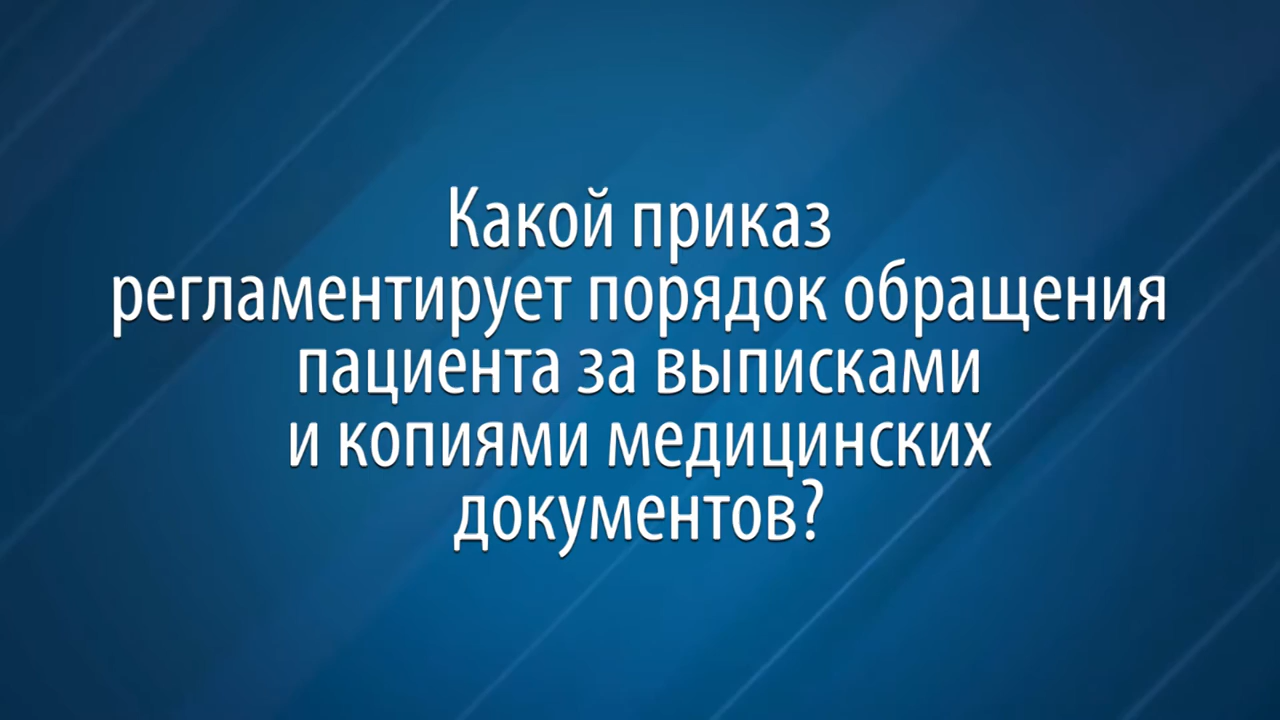 Какой приказ
регламентирует порядок обращения
пациента за выписками
и копиями медицинских
документов?